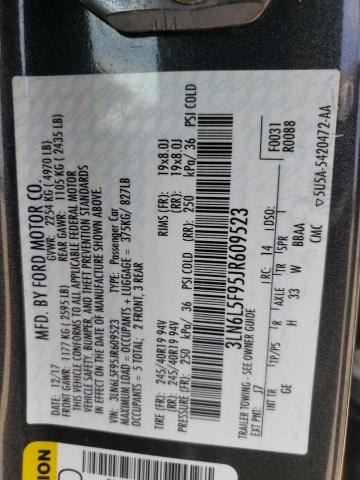 MFD. BY FORD MOTOR CO.
12/17 GVWR: 2254 KG ( 4970 LB)
FRONT GAWR: 1177 KG ( 2595 LB) REAR GAWR: 1105 KG ( 2435 LB)
THIS VEHICLE CONFORMS TO ALL APPLICABLE FEDERAL MOTOR
VEHICLE SAFETY, BUMPER, AND THEFT PREVENTION STANDARDS
IN EFFECT ON THE DATE OF MANUFACTURE SHOWN ABOVE.
VIN: 3LN6L5F95JR609523 TYPE: Passenger Car
MAXIMUM LOAD = OCCUPANTS + LUGGAGE = 375KG/ 827LB
OCCUPANTS = 5 TOTAL: 2 FRONT, 3 REAR
TIRE (FR): 245/40R19 94V RIMS (FR): 19x8.0J
TIRE (RR): 245/40R19 94V RIMS (RR): 19x8.0J
PRESSURE (FR): 250 kPa/ 36 PSI COLD (RR): 250 kPa/ 36 PSI COLD
3LN6L5F95JR609523
TRAILER TOWING - SEE OWNER GUIDE F0031
EXT PNT: J7 RC: 14 DSO: R0088
INT TR TP/PS R AXLE TR SPR
GE H 33 W BBAA
CMC 5U5A-5420472-AA